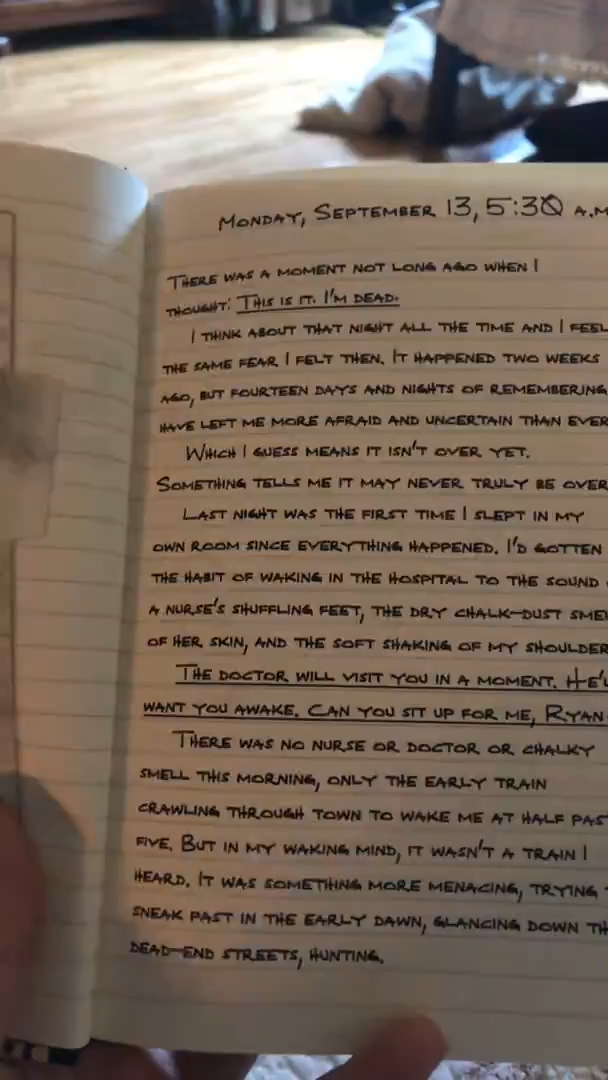 MONDAY, SEPTEMBER 13, 5:30 A.M
THERE WAS A MOMENT NOT LONG AGO WHEN I
THOUGHT: THIS IS IT. I'M DEAD.
I THINK ABOUT THAT NIGHT ALL THE TIME AND I FEEL
THE SAME FEAR I FELT THEN. IT HAPPENED TWO WEEKS
AGO, BUT FOURTEEN DAYS AND NIGHTS OF REMEMBERING
HAVE LEFT ME MORE AFRAID AND UNCERTAIN THAN EVER
WHICH I GUESS MEANS IT ISN'T OVER YET.
SOMETHING TELLS ME IT MAY NEVER TRULY BE OVER
LAST NIGHT WAS THE FIRST TIME I SLEPT IN MY
OWN ROOM SINCE EVERYTHING HAPPENED. I'D GOTTEN
THE HABIT OF WAKING IN THE HOSPITAL TO THE SOUND
A NURSE'S SHUFFLING FEET, THE DRY CHALK-DUST SME
OF HER SKIN, AND THE SOFT SHAKING OF MY SHOULDER
THE DOCTOR WILL VISIT YOU IN A MOMENT. HE'L
WANT YOU AWAKE. CAN YOU SIT UP FOR ME, RYAN
THERE WAS NO NURSE OR DOCTOR OR CHALKY
SMELL THIS MORNING, ONLY THE EARLY TRAIN
CRAWLING THROUGH TOWN TO WAKE ME AT HALF PAS
FIVE. BUT IN MY WAKING MIND, IT WASN'T A TRAIN I
HEARD. IT WAS SOMETHING MORE MENACING, TRYING
SNEAK PAST IN THE EARLY DAWN, GLANCING DOWN TH
DEAD-END STREETS, HUNTING.